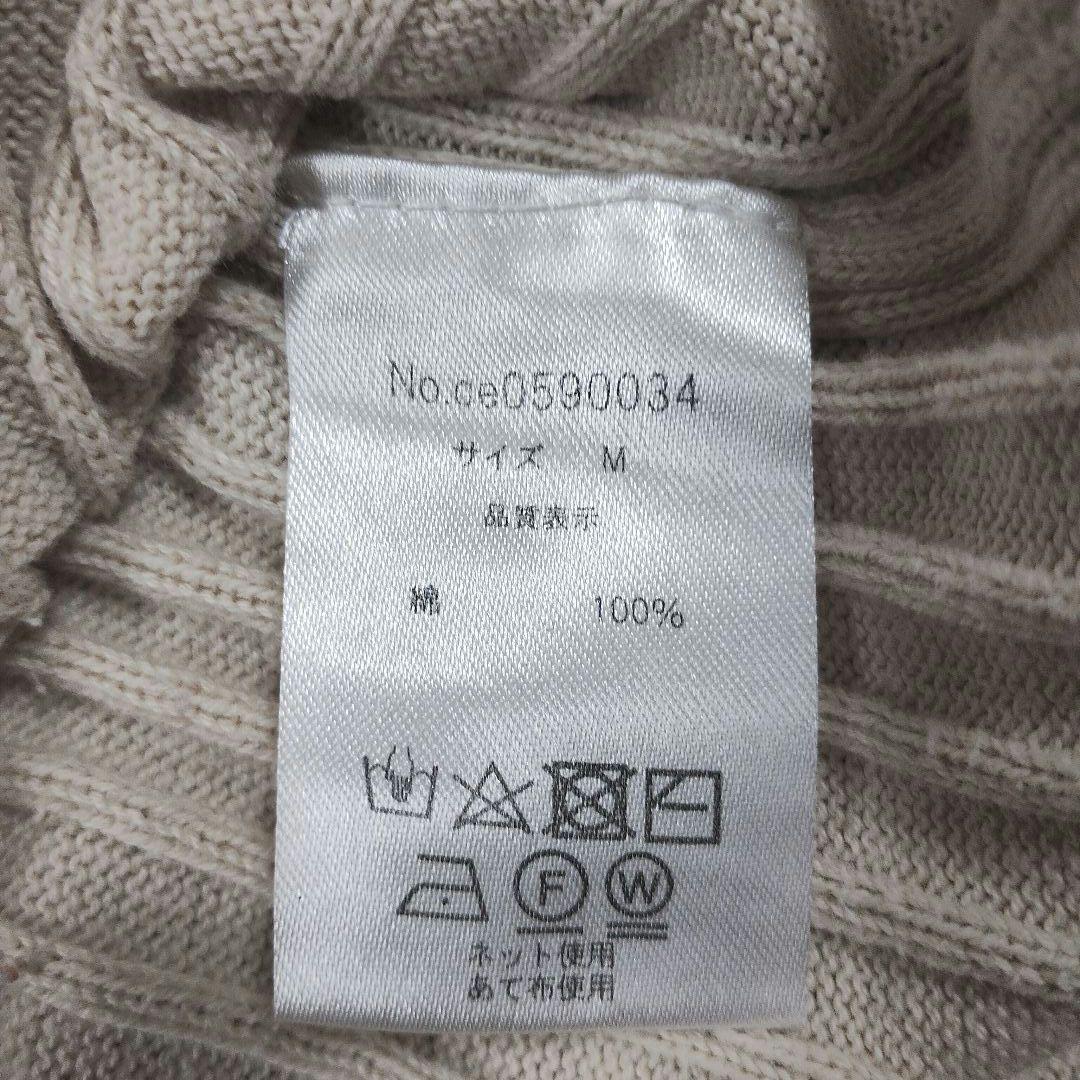 No.ce0590034
サイズ M
品質表示
綿 100%
F W
ネット使用
あて布使用